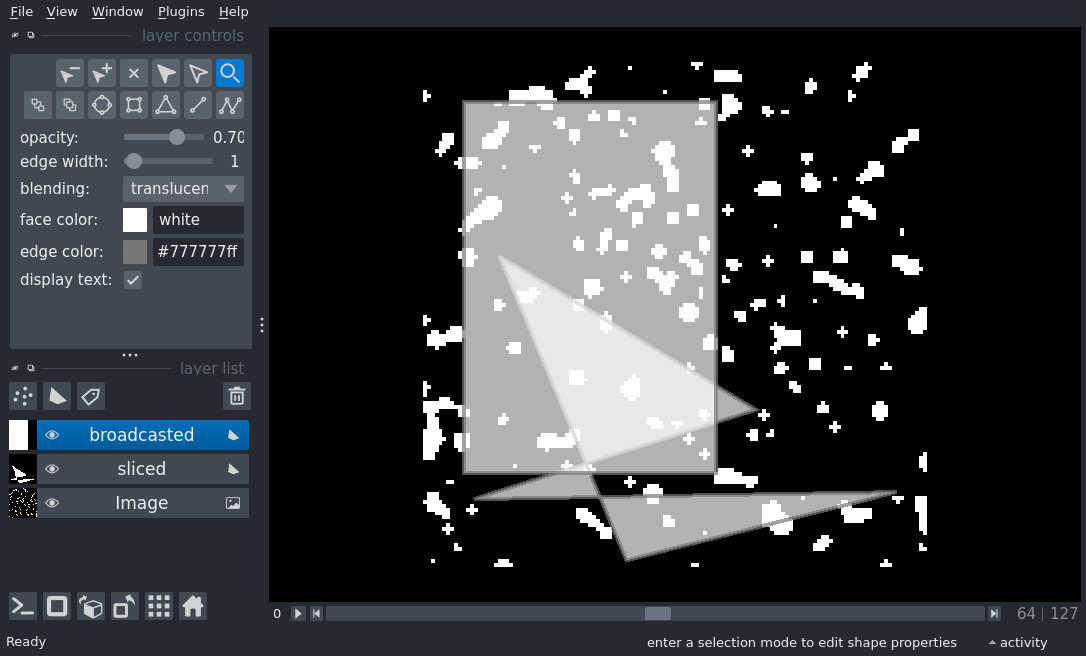 File View Window Plugins Help
layer controls
opacity: 0.70
edge width: 1
blending: translucen
face color: white
edge color: #777777ff
display text:
layer list
broadcasted
sliced
Image
0 64 | 127
Ready enter a selection mode to edit shape properties activity